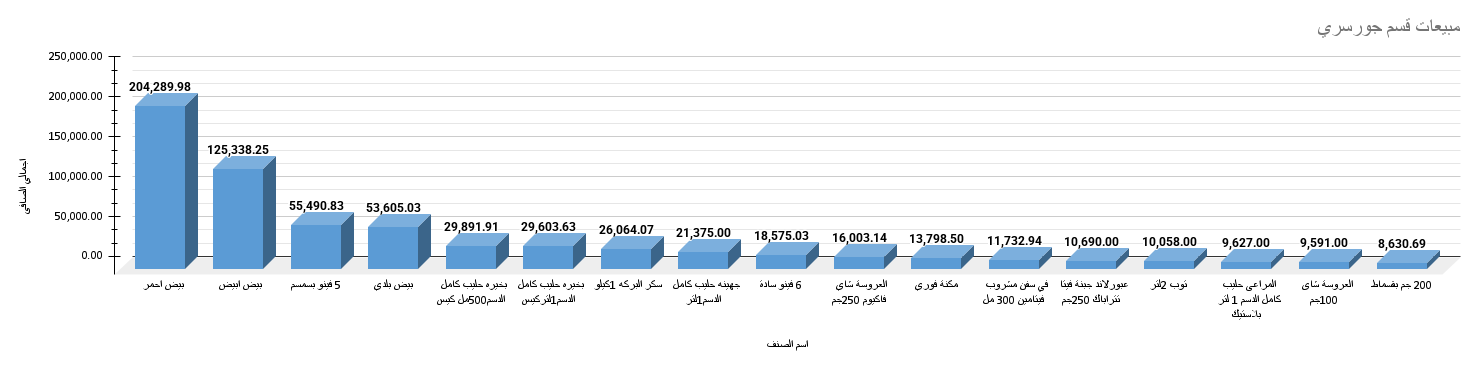 مبيعات قسم جورسري
250,000.00
200,000.00
150,000.00
100,000.00
50,000.00
0.00
اجمالي الصافى
204,289.98
125,338.25
55,490.83
53,605.03
29,891.91
29,603.63
26,064.07
21,375.00
18,575.03
16,003.14
13,798.50
11,732.94
10,690.00
10,058.00
9,627.00
9,591.00
8,630.69
بيض احمر
بيض ابيض
5 فينو بسمسم
بيض بلدى
بخيره حليب كامل
الدسم500مل كيس
بخيره حليب كامل
الدسم1لتركيس
سكر البركه 1كيلو
جهينه حليب كامل
الدسم1لتر
6 فينو سادة
العروسة شاى
فاكيوم 250جم
مكنة فورى
في سفن مشروب
فيتامين 300 مل
عبورلاند جبنة فيتا
تتراباك 250جم
توب 2لتر
المراعى حليب
كامل الدسم 1 لتر
بلاستيك
العروسة شاى
100جم
200 جم بقسماط
اسم الصنف